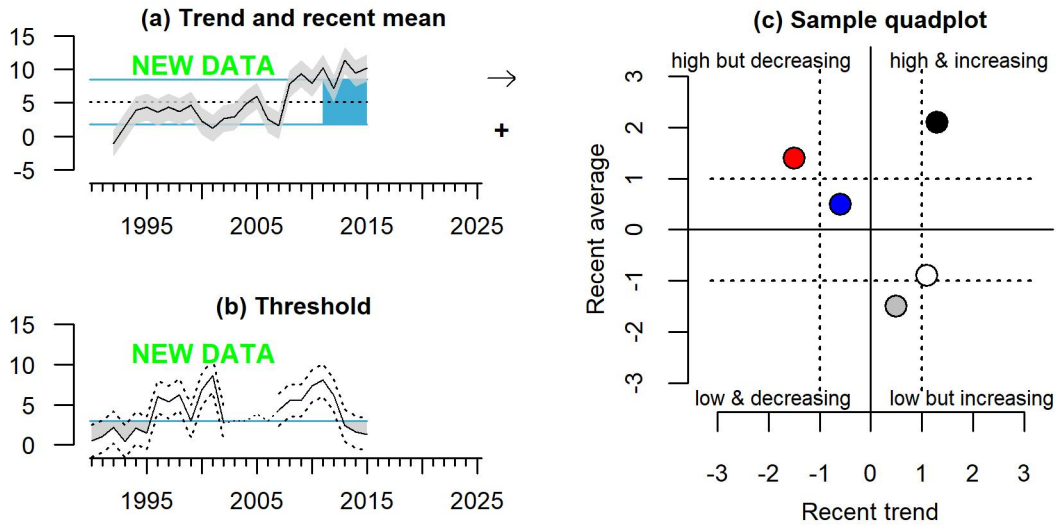 (a) Trend and recent mean
NEW DATA
15
10
5
0
-5
1995 2005 2015 2025
→
+
(b) Threshold
NEW DATA
15
10
5
0
1995 2005 2015 2025
(c) Sample quadplot
high but decreasing
high & increasing
low & decreasing
low but increasing
Recent average
3
2
1
0
-1
-2
-3
-3 -2 -1 0 1 2 3
Recent trend